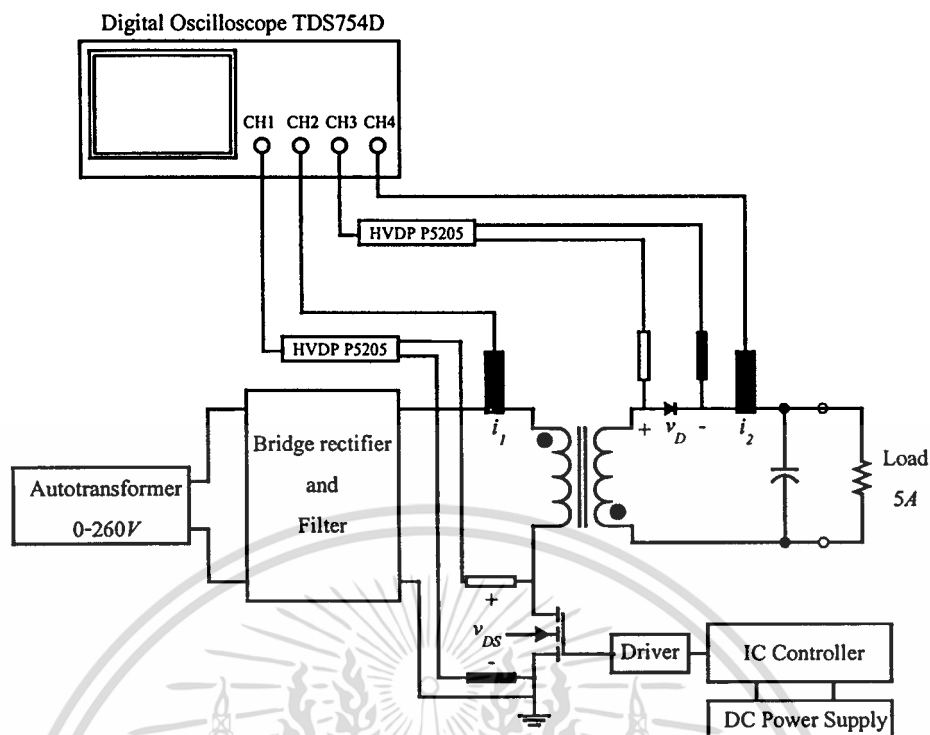 Digital Oscilloscope TDS754D
CH1 CH2 CH3 CH4
HVDP P5205
HVDP P5205
i1
+ vD - i2
Bridge rectifier
and
Filter
Autotransformer
0-260V
Load
5A
+
vDS
-
Driver
IC Controller
DC Power Supply